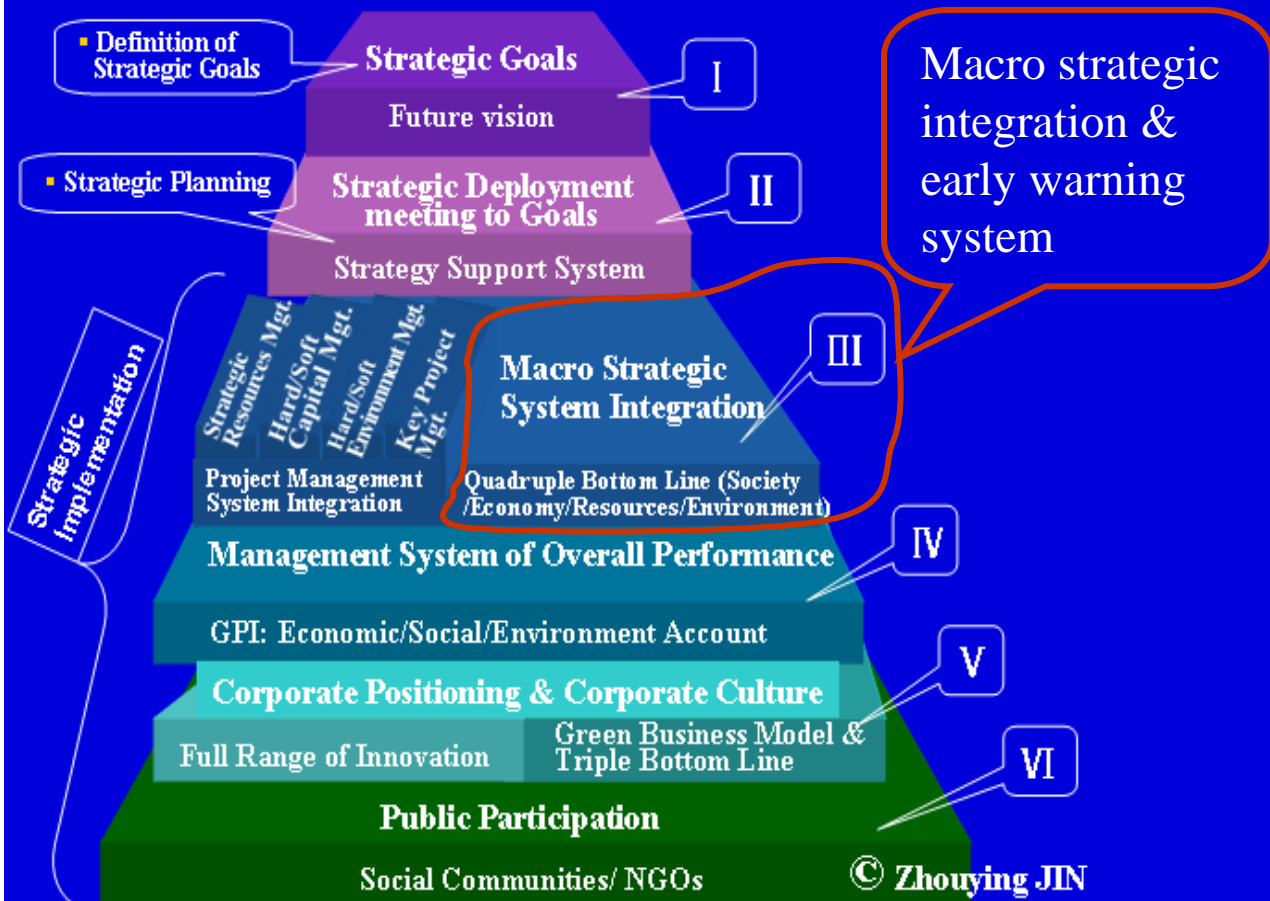 ▪ Definition of
Strategic Goals
Strategic Goals
I
Future vision
Macro strategic
integration &
early warning
system
▪ Strategic Planning
Strategic Deployment
meeting to Goals
II
Strategy Support System
Strategic Implementation
Strategic
Resources Mgt.
Hard/Soft
Capital Mgt.
Hard/Soft
Environment Mgt.
Key Project
Mgt.
Macro Strategic
System Integration
III
Project Management
System Integration
Quadruple Bottom Line (Society
/Economy/Resources/Environment)
Management System of Overall Performance
IV
GPI: Economic/Social/Environment Account
Corporate Positioning & Corporate Culture
V
Full Range of Innovation
Green Business Model &
Triple Bottom Line
VI
Public Participation
Social Communities/ NGOs
© Zhouying JIN